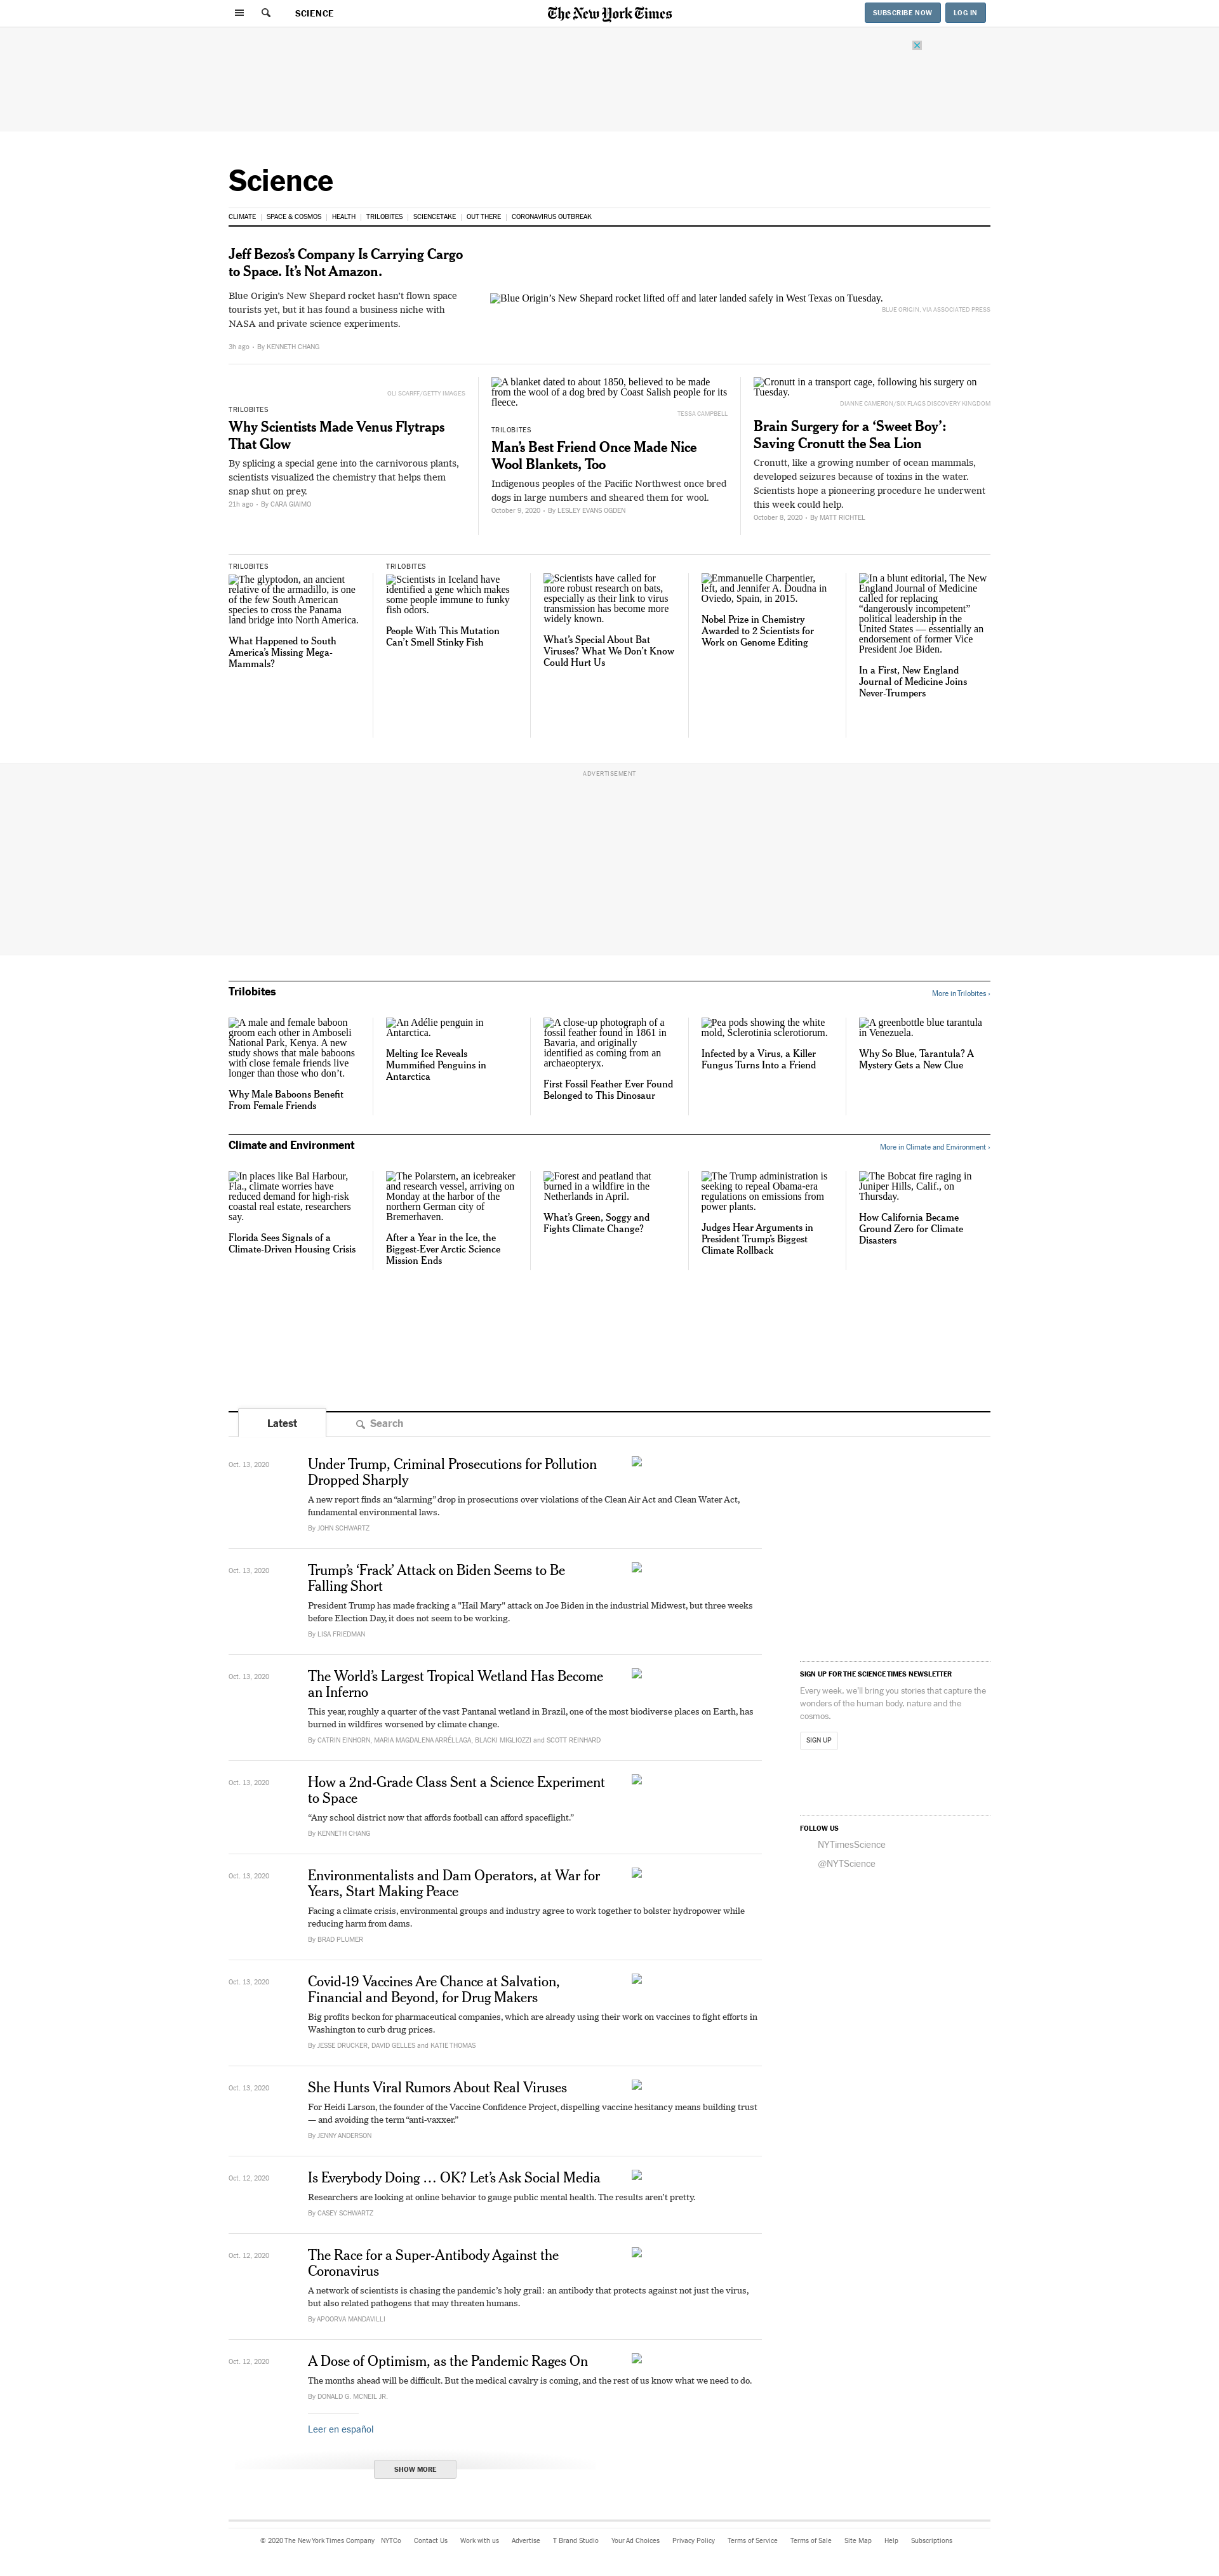 SCIENCE
The New York Times
SUBSCRIBE NOW
LOG IN
Science
CLIMATE | SPACE & COSMOS | HEALTH | TRILOBITES | SCIENCETAKE | OUT THERE | CORONAVIRUS OUTBREAK
Jeff Bezos’s Company Is Carrying Cargo
to Space. It’s Not Amazon.
Blue Origin’s New Shepard rocket hasn’t flown space
tourists yet, but it has found a business niche with
NASA and private science experiments.
3h ago • By KENNETH CHANG
Blue Origin’s New Shepard rocket lifted off and later landed safely in West Texas on Tuesday.
BLUE ORIGIN, VIA ASSOCIATED PRESS
OLI SCARFF/GETTY IMAGES
TRILOBITES
Why Scientists Made Venus Flytraps
That Glow
By splicing a special gene into the carnivorous plants,
scientists visualized the chemistry that helps them
snap shut on prey.
21h ago • By CARA GIAIMO
A blanket dated to about 1850, believed to be made
from the wool of a dog bred by Coast Salish people for its
fleece.
TESSA CAMPBELL
TRILOBITES
Man’s Best Friend Once Made Nice
Wool Blankets, Too
Indigenous peoples of the Pacific Northwest once bred
dogs in large numbers and sheared them for wool.
October 9, 2020 • By LESLEY EVANS OGDEN
Cronutt in a transport cage, following his surgery on
Tuesday.
DIANNE CAMERON/SIX FLAGS DISCOVERY KINGDOM
Brain Surgery for a ‘Sweet Boy’:
Saving Cronutt the Sea Lion
Cronutt, like a growing number of ocean mammals,
developed seizures because of toxins in the water.
Scientists hope a pioneering procedure he underwent
this week could help.
October 8, 2020 • By MATT RICHTEL
TRILOBITES
The glyptodon, an ancient
relative of the armadillo, is one
of the few South American
species to cross the Panama
land bridge into North America.
What Happened to South
America’s Missing Mega-
Mammals?
TRILOBITES
Scientists in Iceland have
identified a gene which makes
some people immune to funky
fish odors.
People With This Mutation
Can’t Smell Stinky Fish
Scientists have called for
more robust research on bats,
especially as their link to virus
transmission has become more
widely known.
What’s Special About Bat
Viruses? What We Don’t Know
Could Hurt Us
Emmanuelle Charpentier,
left, and Jennifer A. Doudna in
Oviedo, Spain, in 2015.
Nobel Prize in Chemistry
Awarded to 2 Scientists for
Work on Genome Editing
In a blunt editorial, The New
England Journal of Medicine
called for replacing
“dangerously incompetent”
political leadership in the
United States — essentially an
endorsement of former Vice
President Joe Biden.
In a First, New England
Journal of Medicine Joins
Never-Trumpers
ADVERTISEMENT
Trilobites
More in Trilobites ›
A male and female baboon
groom each other in Amboseli
National Park, Kenya. A new
study shows that male baboons
with close female friends live
longer than those who don’t.
Why Male Baboons Benefit
From Female Friends
An Adélie penguin in
Antarctica.
Melting Ice Reveals
Mummified Penguins in
Antarctica
A close-up photograph of a
fossil feather found in 1861 in
Bavaria, and originally
identified as coming from an
archaeopteryx.
First Fossil Feather Ever Found
Belonged to This Dinosaur
Pea pods showing the white
mold, Sclerotinia sclerotiorum.
Infected by a Virus, a Killer
Fungus Turns Into a Friend
A greenbottle blue tarantula
in Venezuela.
Why So Blue, Tarantula? A
Mystery Gets a New Clue
Climate and Environment
More in Climate and Environment ›
In places like Bal Harbour,
Fla., climate worries have
reduced demand for high-risk
coastal real estate, researchers
say.
Florida Sees Signals of a
Climate-Driven Housing Crisis
The Polarstern, an icebreaker
and research vessel, arriving on
Monday at the harbor of the
northern German city of
Bremerhaven.
After a Year in the Ice, the
Biggest-Ever Arctic Science
Mission Ends
Forest and peatland that
burned in a wildfire in the
Netherlands in April.
What’s Green, Soggy and
Fights Climate Change?
The Trump administration is
seeking to repeal Obama-era
regulations on emissions from
power plants.
Judges Hear Arguments in
President Trump’s Biggest
Climate Rollback
The Bobcat fire raging in
Juniper Hills, Calif., on
Thursday.
How California Became
Ground Zero for Climate
Disasters
Latest
Search
Oct. 13, 2020
Under Trump, Criminal Prosecutions for Pollution
Dropped Sharply
A new report finds an “alarming” drop in prosecutions over violations of the Clean Air Act and Clean Water Act,
fundamental environmental laws.
By JOHN SCHWARTZ
Oct. 13, 2020
Trump’s ‘Frack’ Attack on Biden Seems to Be
Falling Short
President Trump has made fracking a "Hail Mary" attack on Joe Biden in the industrial Midwest, but three weeks
before Election Day, it does not seem to be working.
By LISA FRIEDMAN
Oct. 13, 2020
The World’s Largest Tropical Wetland Has Become
an Inferno
This year, roughly a quarter of the vast Pantanal wetland in Brazil, one of the most biodiverse places on Earth, has
burned in wildfires worsened by climate change.
By CATRIN EINHORN, MARIA MAGDALENA ARRÉLLAGA, BLACKI MIGLIOZZI and SCOTT REINHARD
Oct. 13, 2020
How a 2nd-Grade Class Sent a Science Experiment
to Space
“Any school district now that affords football can afford spaceflight.”
By KENNETH CHANG
Oct. 13, 2020
Environmentalists and Dam Operators, at War for
Years, Start Making Peace
Facing a climate crisis, environmental groups and industry agree to work together to bolster hydropower while
reducing harm from dams.
By BRAD PLUMER
Oct. 13, 2020
Covid-19 Vaccines Are Chance at Salvation,
Financial and Beyond, for Drug Makers
Big profits beckon for pharmaceutical companies, which are already using their work on vaccines to fight efforts in
Washington to curb drug prices.
By JESSE DRUCKER, DAVID GELLES and KATIE THOMAS
Oct. 13, 2020
She Hunts Viral Rumors About Real Viruses
For Heidi Larson, the founder of the Vaccine Confidence Project, dispelling vaccine hesitancy means building trust
— and avoiding the term “anti-vaxxer.”
By JENNY ANDERSON
Oct. 12, 2020
Is Everybody Doing … OK? Let’s Ask Social Media
Researchers are looking at online behavior to gauge public mental health. The results aren’t pretty.
By CASEY SCHWARTZ
Oct. 12, 2020
The Race for a Super-Antibody Against the
Coronavirus
A network of scientists is chasing the pandemic’s holy grail: an antibody that protects against not just the virus,
but also related pathogens that may threaten humans.
By APOORVA MANDAVILLI
Oct. 12, 2020
A Dose of Optimism, as the Pandemic Rages On
The months ahead will be difficult. But the medical cavalry is coming, and the rest of us know what we need to do.
By DONALD G. MCNEIL JR.
Leer en español
SHOW MORE
SIGN UP FOR THE SCIENCE TIMES NEWSLETTER
Every week, we’ll bring you stories that capture the
wonders of the human body, nature and the
cosmos.
SIGN UP
FOLLOW US
NYTimesScience
@NYTScience
© 2020 The New York Times Company NYTCo Contact Us Work with us Advertise T Brand Studio Your Ad Choices Privacy Policy Terms of Service Terms of Sale Site Map Help Subscriptions